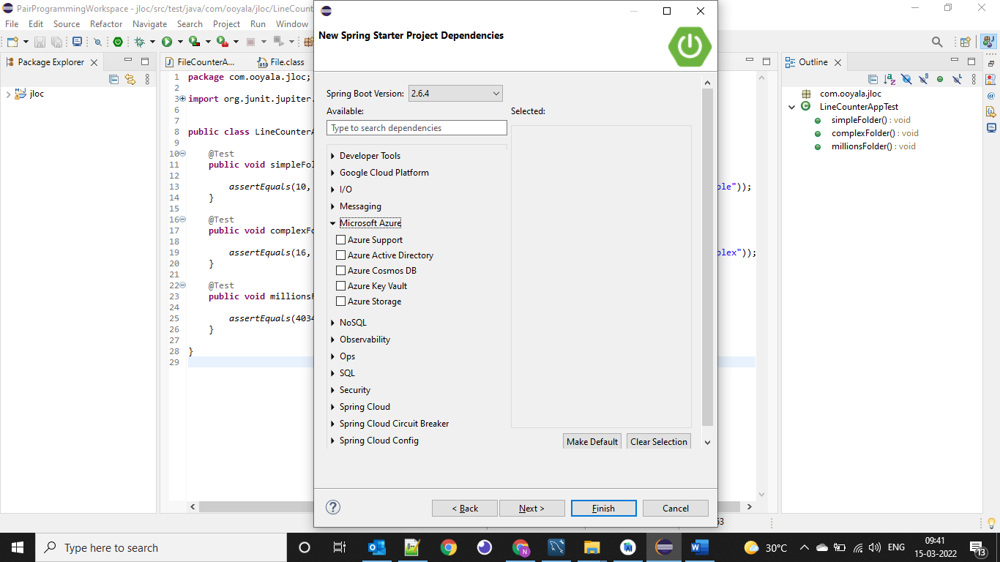 PairProgrammingWorkspace - jloc/src/test/java/com/ooyala/jloc/LineCount
File Edit Source Refactor Navigate Search Project Run Window
Package Explorer
jloc
FileCounterA...
File.class
1 package com.ooyala.jloc;
2
3 import org.junit.jupiter.
6
7
8 public class LineCounterA
9
10 @Test
11 public void simpleFol
12
13 assertEquals(10, ple"));
14 }
15
16 @Test
17 public void complexFo
18
19 assertEquals(16, plex"));
20 }
21
22 @Test
23 public void millionsF
24
25 assertEquals(4034
26 }
27
28 }
29
New Spring Starter Project Dependencies
Spring Boot Version: 2.6.4
Available:
Selected:
Type to search dependencies
Developer Tools
Google Cloud Platform
I/O
Messaging
Microsoft Azure
Azure Support
Azure Active Directory
Azure Cosmos DB
Azure Key Vault
Azure Storage
NoSQL
Observability
Ops
SQL
Security
Spring Cloud
Spring Cloud Circuit Breaker
Spring Cloud Config
Make Default
Clear Selection
?
< Back
Next >
Finish
Cancel
Outline
com.ooyala.jloc
LineCounterAppTest
simpleFolder() : void
complexFolder() : void
millionsFolder() : void
Type here to search
30°C
ENG
09:41
15-03-2022
13